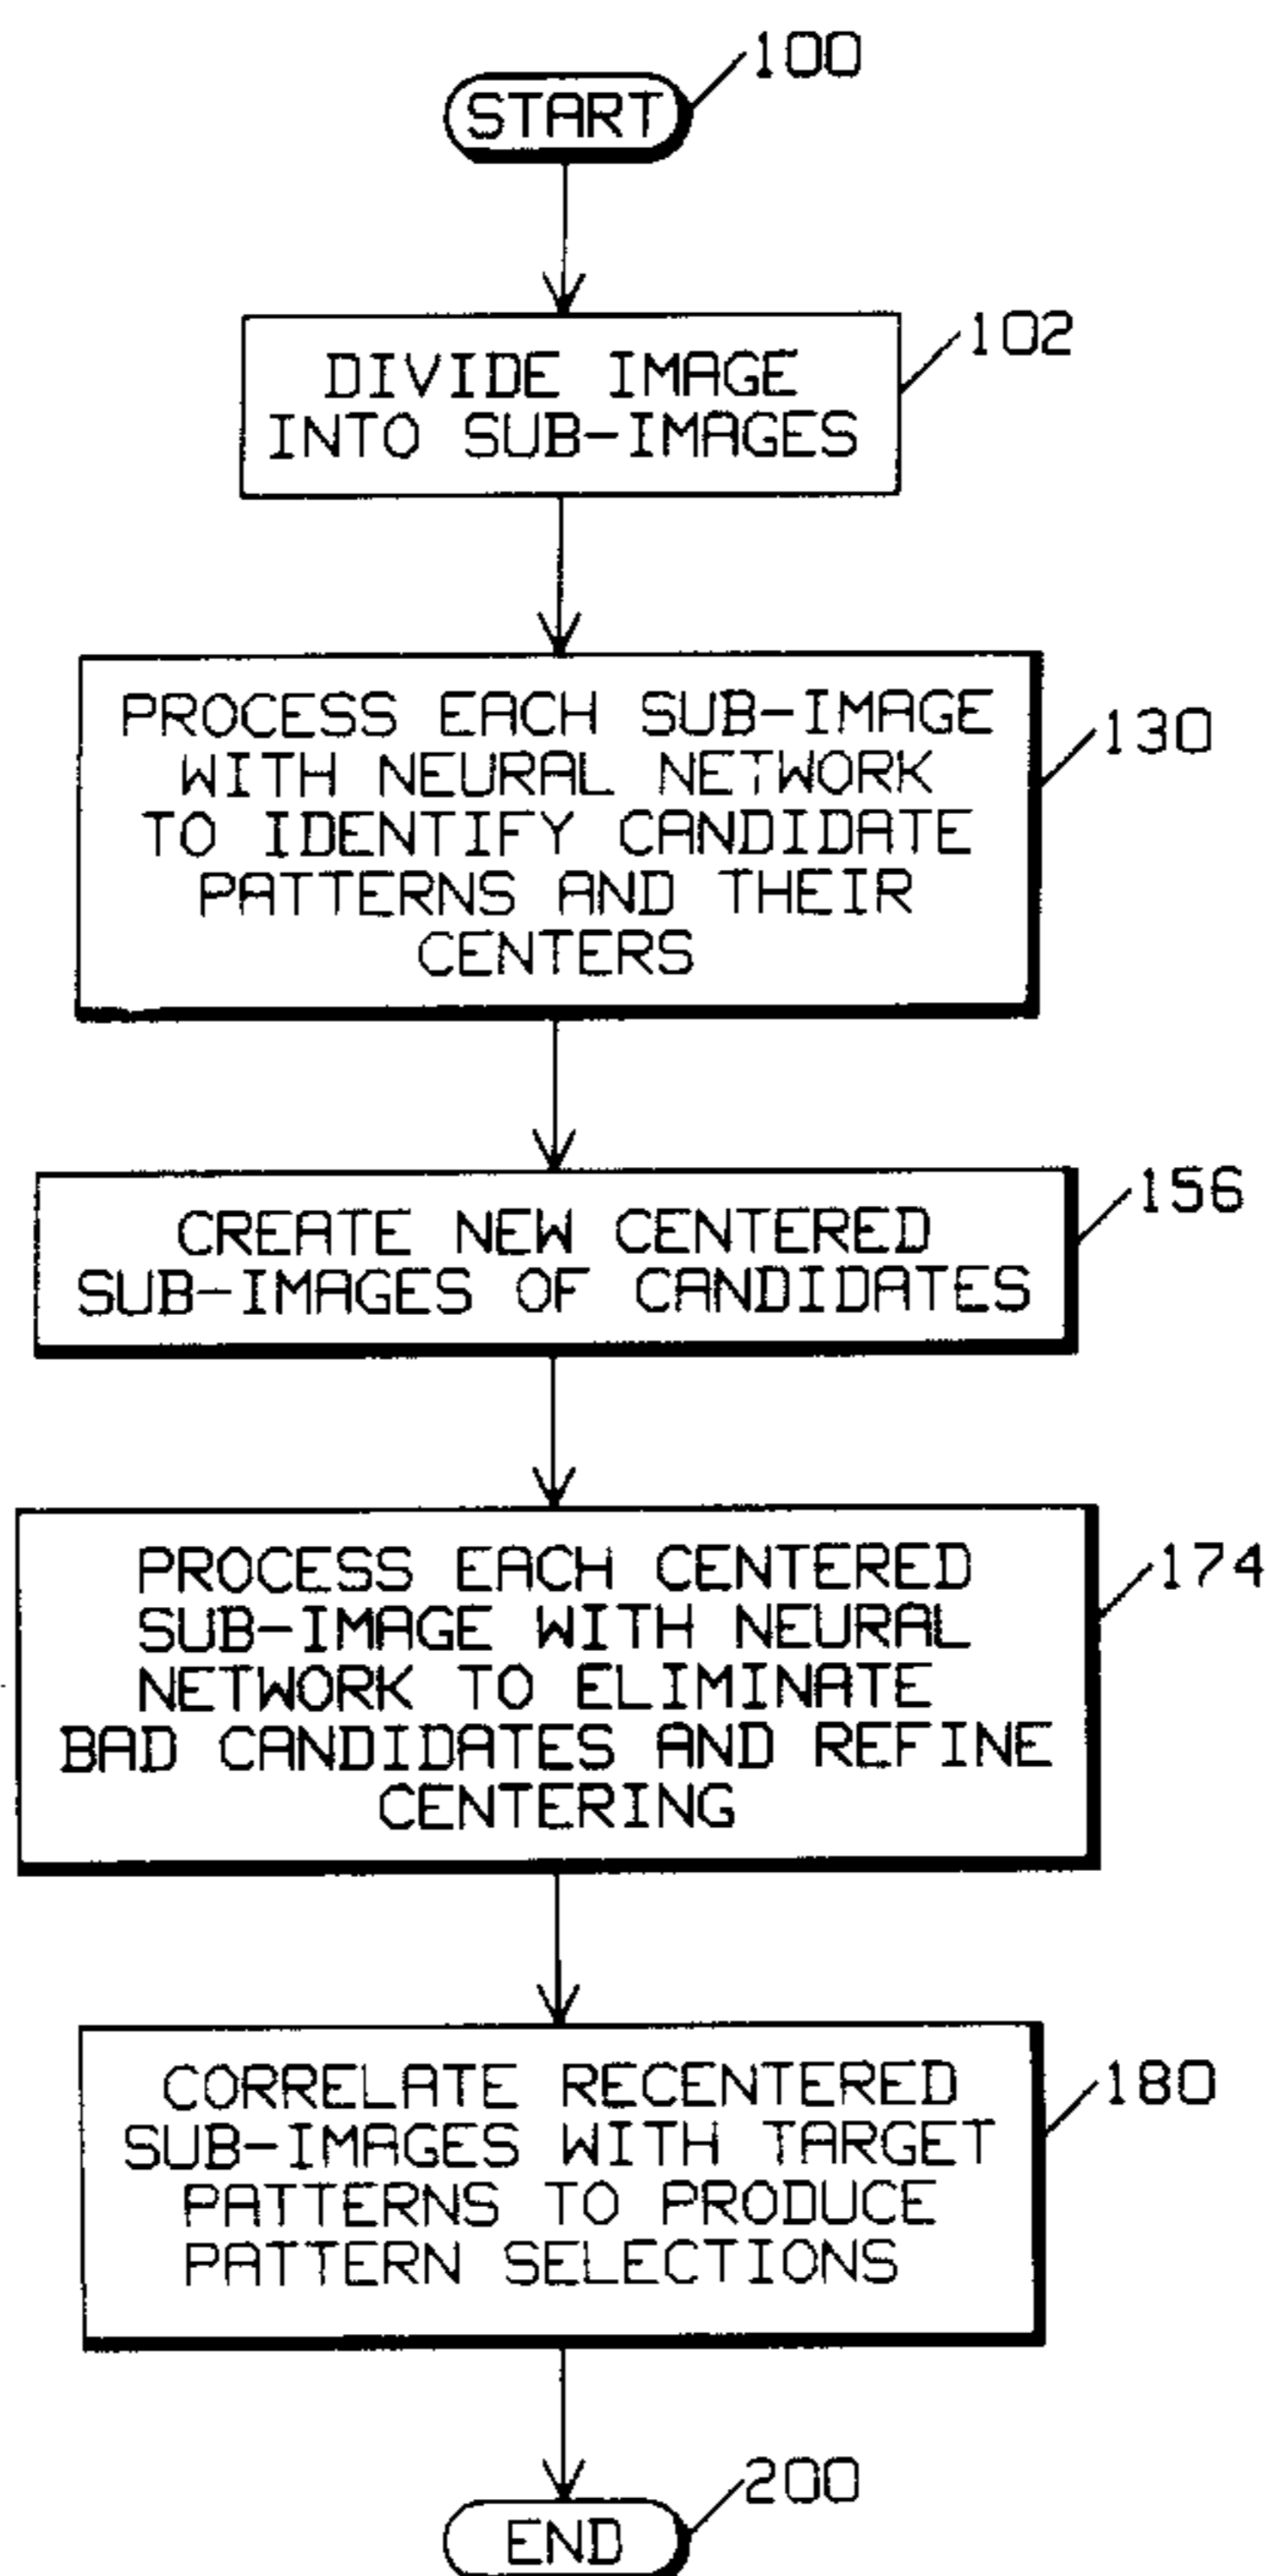 100
START
102
DIVIDE IMAGE
INTO SUB-IMAGES
130
PROCESS EACH SUB-IMAGE
WITH NEURAL NETWORK
TO IDENTIFY CANDIDATE
PATTERNS AND THEIR
CENTERS
156
CREATE NEW CENTERED
SUB-IMAGES OF CANDIDATES
174
PROCESS EACH CENTERED
SUB-IMAGE WITH NEURAL
NETWORK TO ELIMINATE
BAD CANDIDATES AND REFINE
CENTERING
180
CORRELATE RECENTERED
SUB-IMAGES WITH TARGET
PATTERNS TO PRODUCE
PATTERN SELECTIONS
200
END